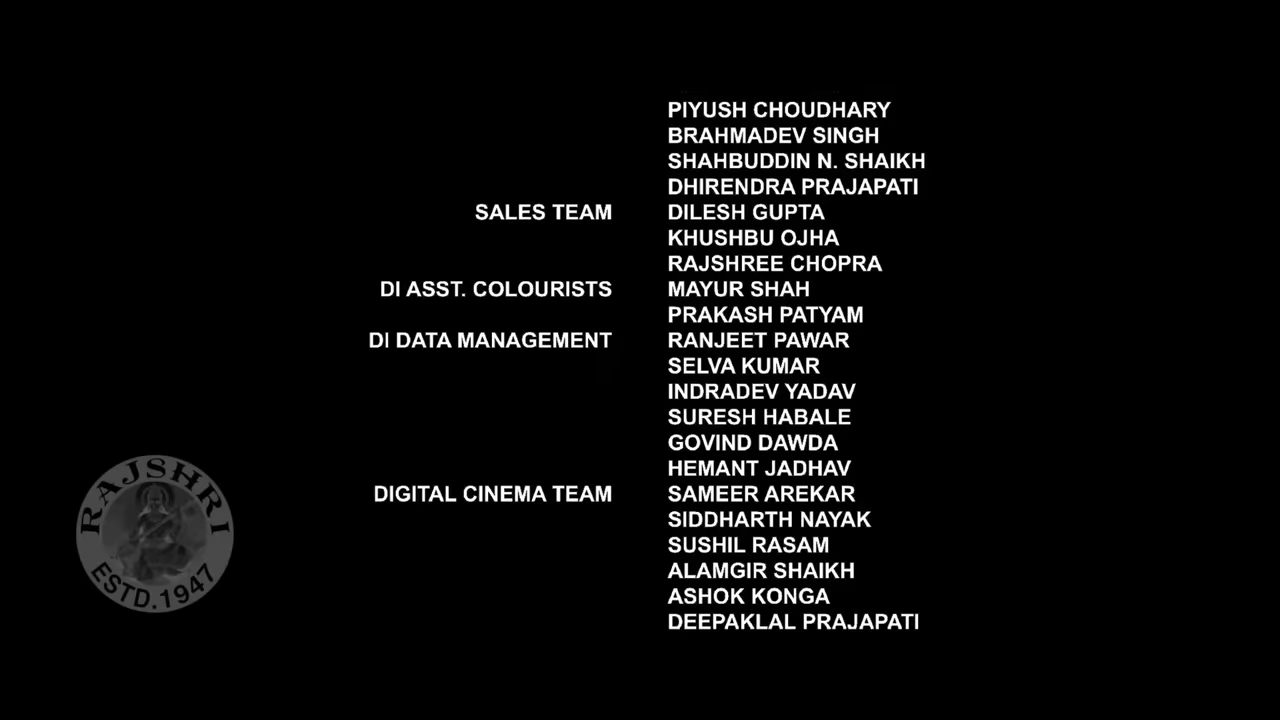 PIYUSH CHOUDHARY
BRAHMADEV SINGH
SHAHBUDDIN N. SHAIKH
DHIRENDRA PRAJAPATI
SALES TEAM DILESH GUPTA
KHUSHBU OJHA
RAJSHREE CHOPRA
DI ASST. COLOURISTS MAYUR SHAH
PRAKASH PATYAM
DI DATA MANAGEMENT RANJEET PAWAR
SELVA KUMAR
INDRADEV YADAV
SURESH HABALE
GOVIND DAWDA
HEMANT JADHAV
DIGITAL CINEMA TEAM SAMEER AREKAR
SIDDHARTH NAYAK
SUSHIL RASAM
ALAMGIR SHAIKH
ASHOK KONGA
DEEPAKLAL PRAJAPATI
RAJSHRI
ESTD.1947